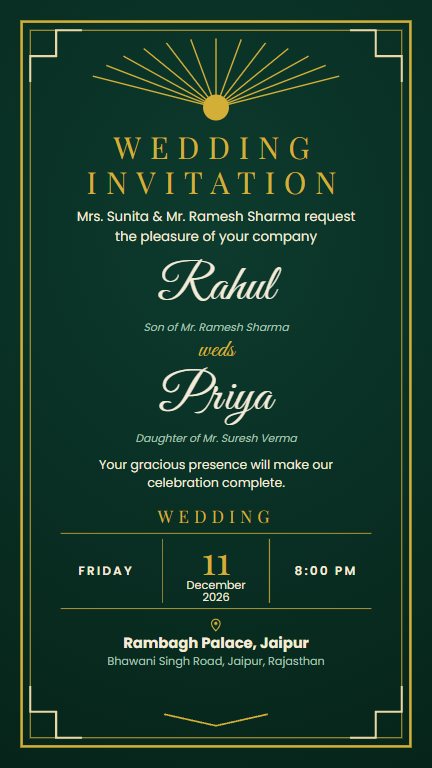 WEDDING
INVITATION
Mrs. Sunita & Mr. Ramesh Sharma request
the pleasure of your company
Rahul
Son of Mr. Ramesh Sharma
weds
Priya
Daughter of Mr. Suresh Verma
Your gracious presence will make our
celebration complete.
WEDDING
FRIDAY
11
December
2026
8:00 PM
Rambagh Palace, Jaipur
Bhawani Singh Road, Jaipur, Rajasthan